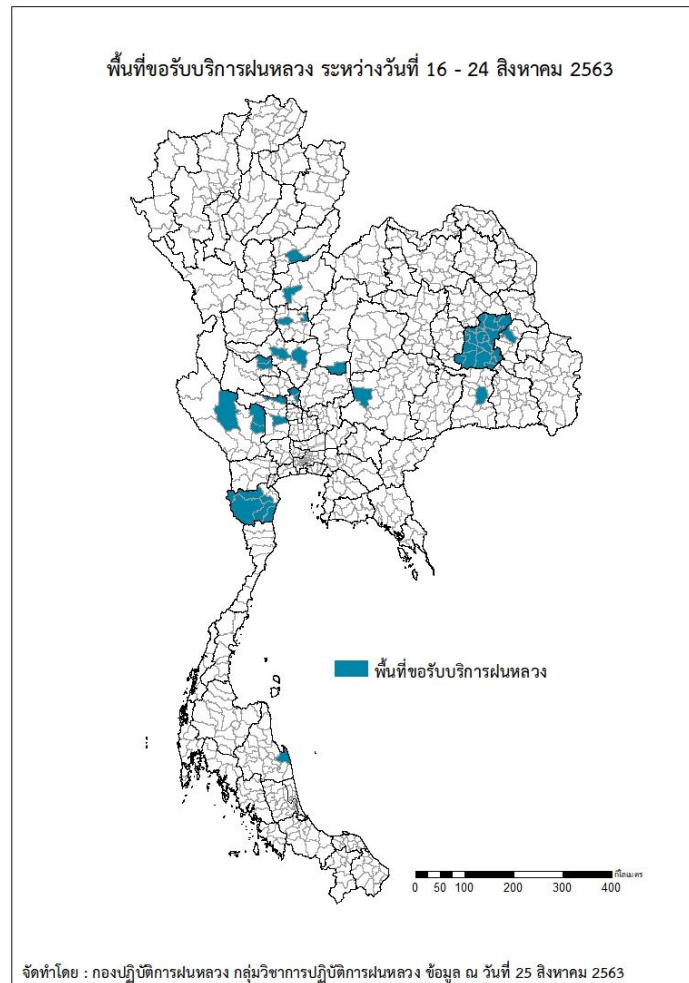 พื้นที่ขอรับบริการฝนหลวง ระหว่างวันที่ 16 - 24 สิงหาคม 2563
พื้นที่ขอรับบริการฝนหลวง
กิโลเมตร
0 50 100 200 300 400
จัดทำโดย : กองปฏิบัติการฝนหลวง กลุ่มวิชาการปฏิบัติการฝนหลวง ข้อมูล ณ วันที่ 25 สิงหาคม 2563